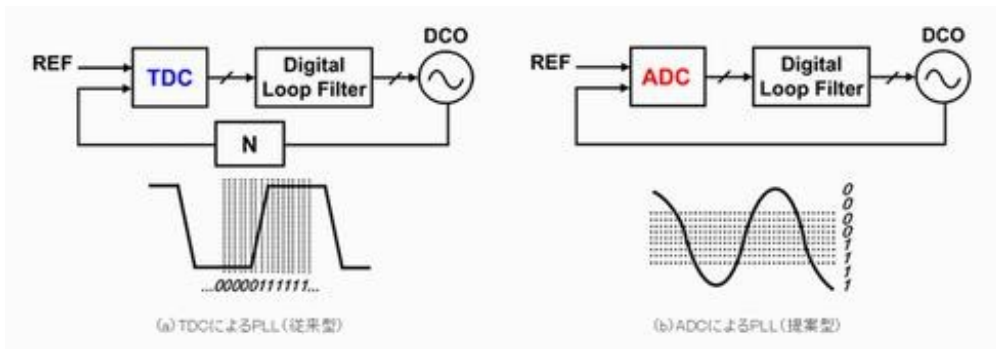 REF
TDC
Digital
Loop Filter
DCO
N
...00000111111...
(a)TDCによるPLL(従来型)
REF
ADC
Digital
Loop Filter
DCO
0
0
0
0
1
1
1
1
(b)ADCによるPLL(提案型)